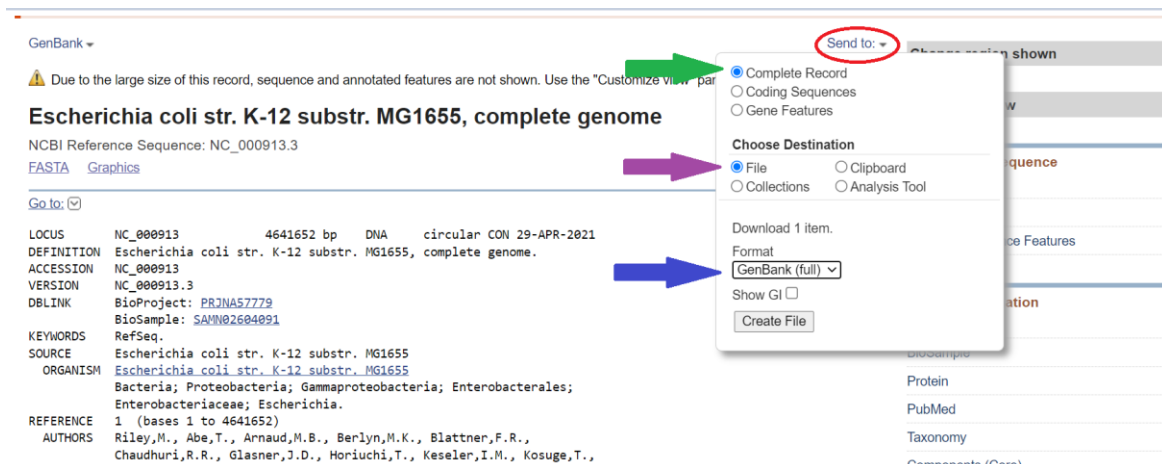 GenBank
Send to:
Due to the large size of this record, sequence and annotated features are not shown. Use the "Customize view"
Escherichia coli str. K-12 substr. MG1655, complete genome
NCBI Reference Sequence: NC_000913.3
FASTA Graphics
Go to:
LOCUS NC_000913 4641652 bp DNA circular CON 29-APR-2021
DEFINITION Escherichia coli str. K-12 substr. MG1655, complete genome.
ACCESSION NC_000913
VERSION NC_000913.3
DBLINK BioProject: PRJNA57779
BioSample: SAMN02604091
KEYWORDS RefSeq.
SOURCE Escherichia coli str. K-12 substr. MG1655
ORGANISM Escherichia coli str. K-12 substr. MG1655
Bacteria; Proteobacteria; Gammaproteobacteria; Enterobacterales;
Enterobacteriaceae; Escherichia.
REFERENCE 1 (bases 1 to 4641652)
AUTHORS Riley,M., Abe,T., Arnaud,M.B., Berlyn,M.K., Blattner,F.R.,
Chaudhuri,R.R., Glasner,J.D., Horiuchi,T., Keseler,I.M., Kosuge,T.,
Complete Record
Coding Sequences
Gene Features
Choose Destination
File Clipboard
Collections Analysis Tool
Download 1 item.
Format
GenBank (full)
Show GI
Create File
Change region shown
quence
ce Features
ation
BioSample
Protein
PubMed
Taxonomy
Components (Core)